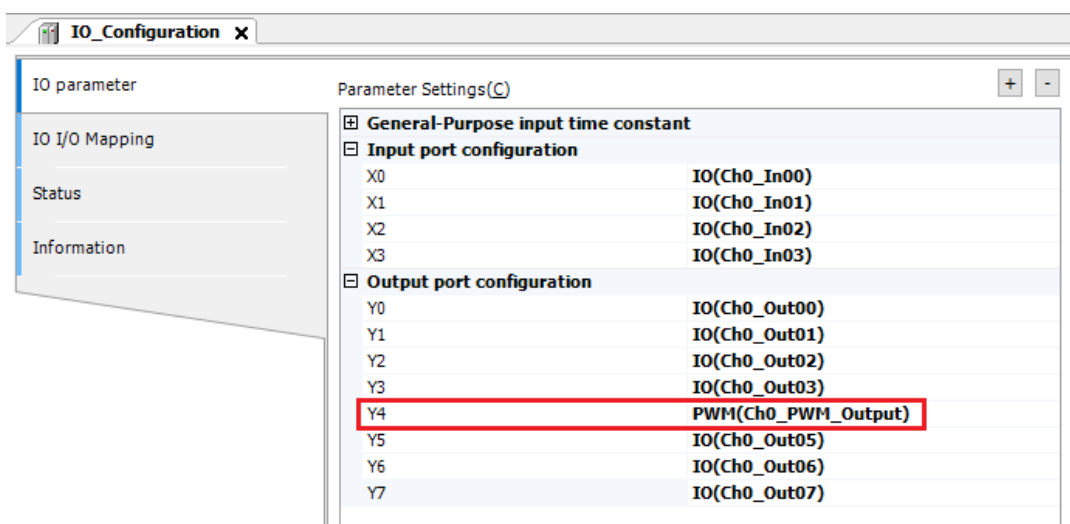 IO_Configuration x
IO parameter
IO I/O Mapping
Status
Information
Parameter Settings(C)
+ -
General-Purpose input time constant
Input port configuration
X0 IO(Ch0_In00)
X1 IO(Ch0_In01)
X2 IO(Ch0_In02)
X3 IO(Ch0_In03)
Output port configuration
Y0 IO(Ch0_Out00)
Y1 IO(Ch0_Out01)
Y2 IO(Ch0_Out02)
Y3 IO(Ch0_Out03)
Y4 PWM(Ch0_PWM_Output)
Y5 IO(Ch0_Out05)
Y6 IO(Ch0_Out06)
Y7 IO(Ch0_Out07)